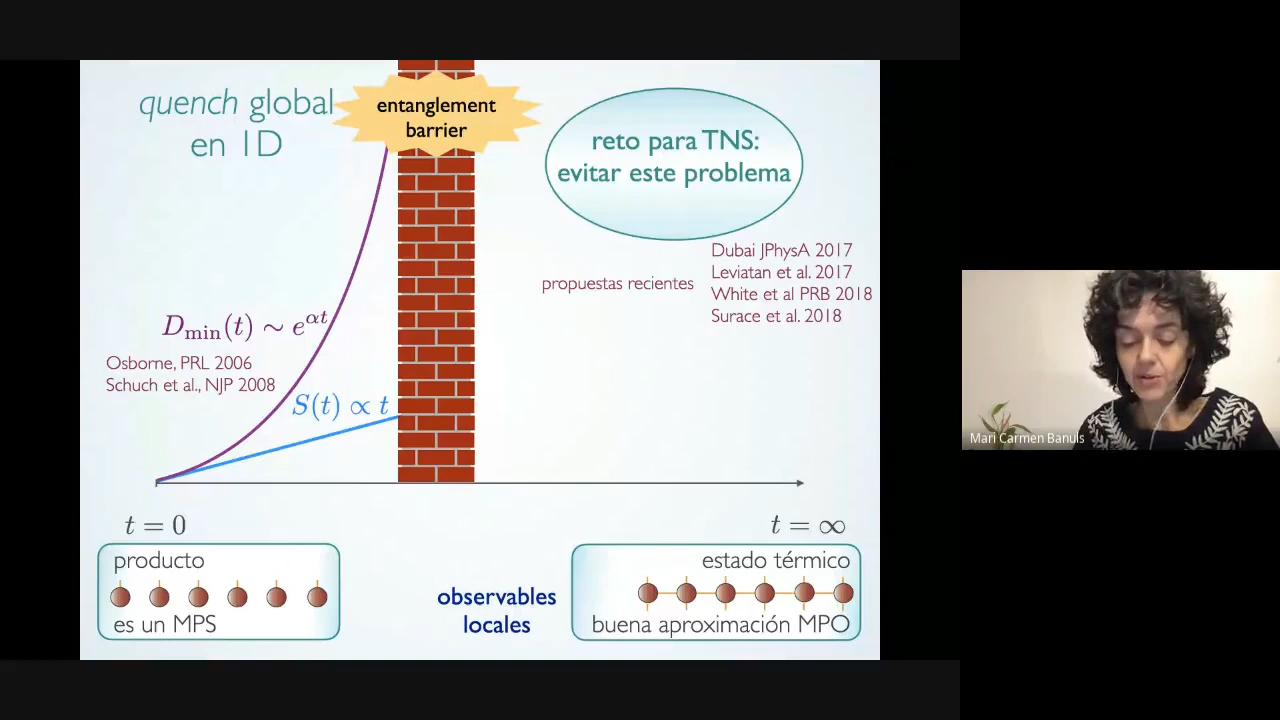 quench global
en 1D
entanglement
barrier
reto para TNS:
evitar este problema
propuestas recientes
Dubai JPhysA 2017
Leviatan et al. 2017
White et al PRB 2018
Surace et al. 2018
D_min(t) ∼ e^{αt}
Osborne, PRL 2006
Schuch et al., NJP 2008
S(t) ∝ t
t = 0
t = ∞
producto
es un MPS
observables
locales
estado térmico
buena aproximación MPO
Mari Carmen Banuls